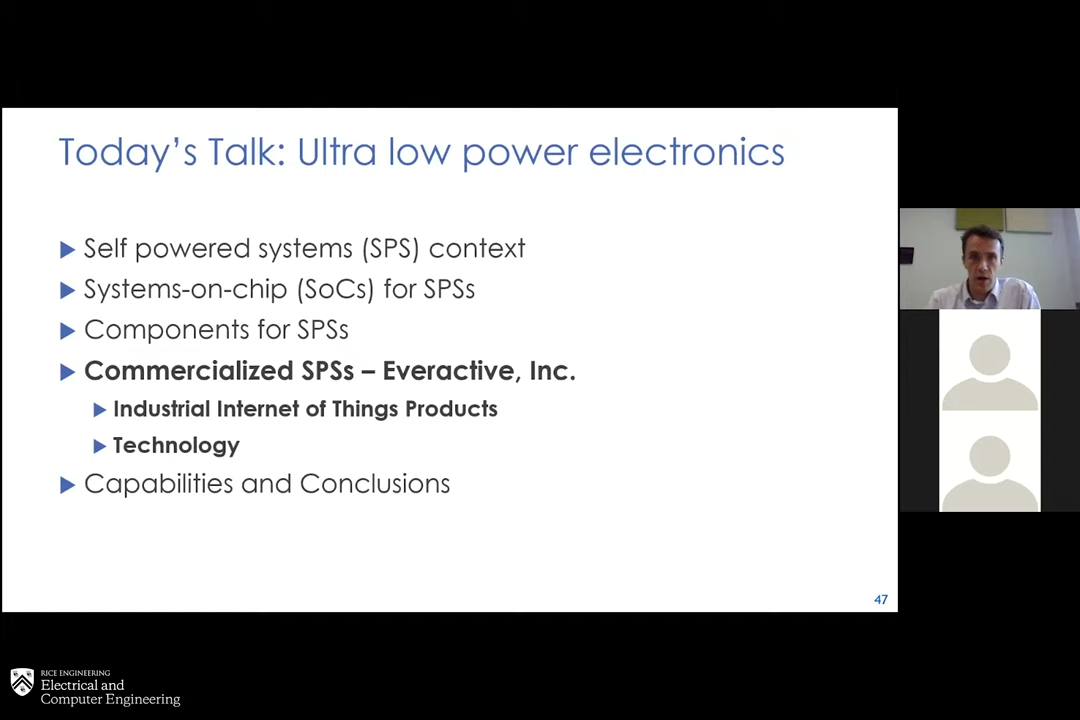 Today's Talk: Ultra low power electronics
Self powered systems (SPS) context
Systems-on-chip (SoCs) for SPSs
Components for SPSs
Commercialized SPSs – Everactive, Inc.
Industrial Internet of Things Products
Technology
Capabilities and Conclusions
47
RICE ENGINEERING
Electrical and
Computer Engineering